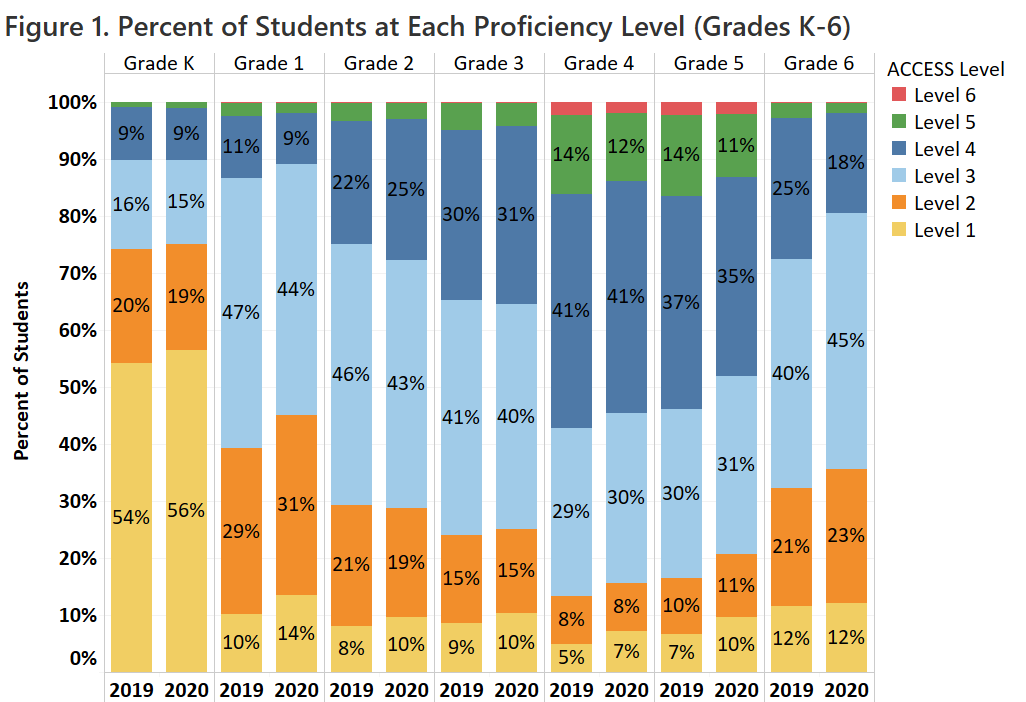 Figure 1. Percent of Students at Each Proficiency Level (Grades K-6)
Grade K Grade 1 Grade 2 Grade 3 Grade 4 Grade 5 Grade 6
ACCESS Level
Level 6
Level 5
Level 4
Level 3
Level 2
Level 1
Percent of Students
100%
90%
80%
70%
60%
50%
40%
30%
20%
10%
0%
9% 16% 20% 54%
9% 15% 19% 56%
11% 47% 29% 10%
9% 44% 31% 14%
22% 46% 21% 8%
25% 43% 19% 10%
30% 41% 15% 9%
31% 40% 15% 10%
14% 41% 29% 8% 5%
12% 41% 30% 8% 7%
14% 37% 30% 10% 7%
11% 35% 31% 11% 10%
25% 40% 21% 12%
18% 45% 23% 12%
2019 2020 2019 2020 2019 2020 2019 2020 2019 2020 2019 2020 2019 2020